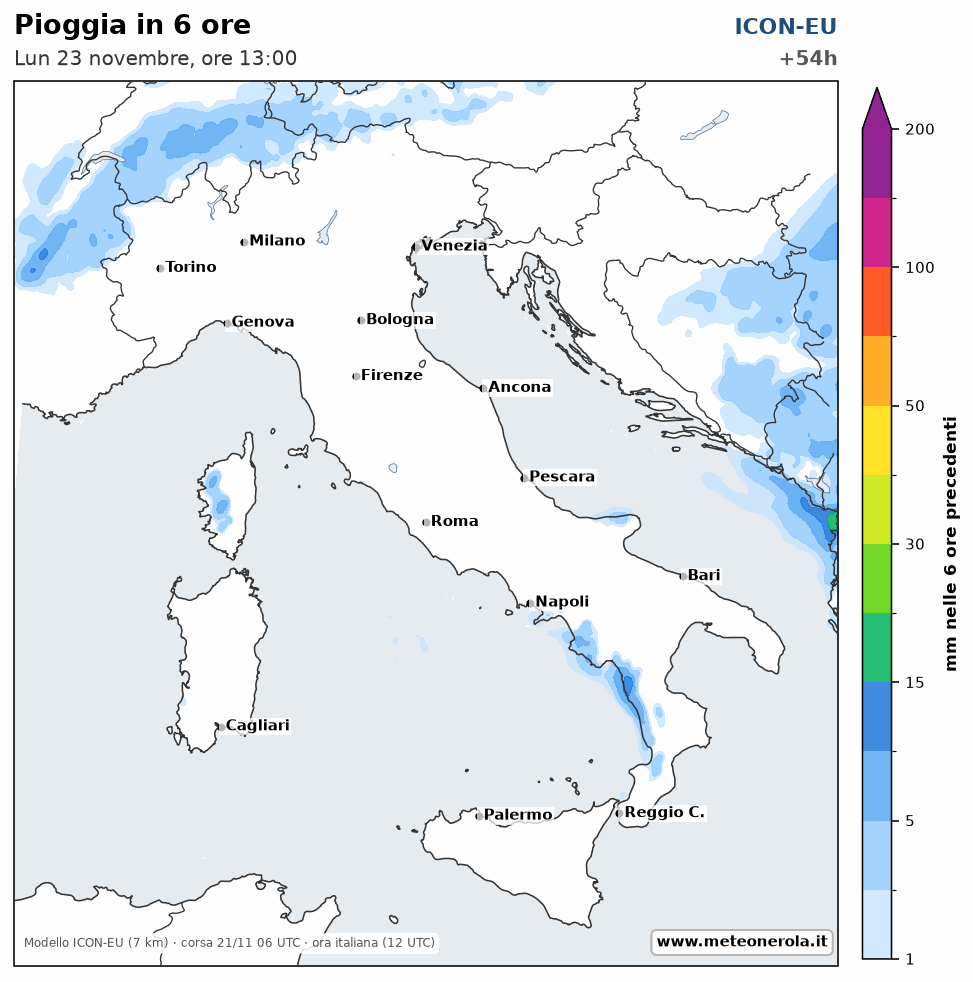 Pioggia in 6 ore
ICON-EU
Lun 23 novembre, ore 13:00
+54h
200
100
50
30
15
5
1
mm nelle 6 ore precedenti
Milano
Venezia
Torino
Genova
Bologna
Firenze
Ancona
Pescara
Roma
Bari
Napoli
Cagliari
Palermo
Reggio C.
Modello ICON-EU (7 km) · corsa 21/11 06 UTC · ora italiana (12 UTC)
www.meteonerola.it